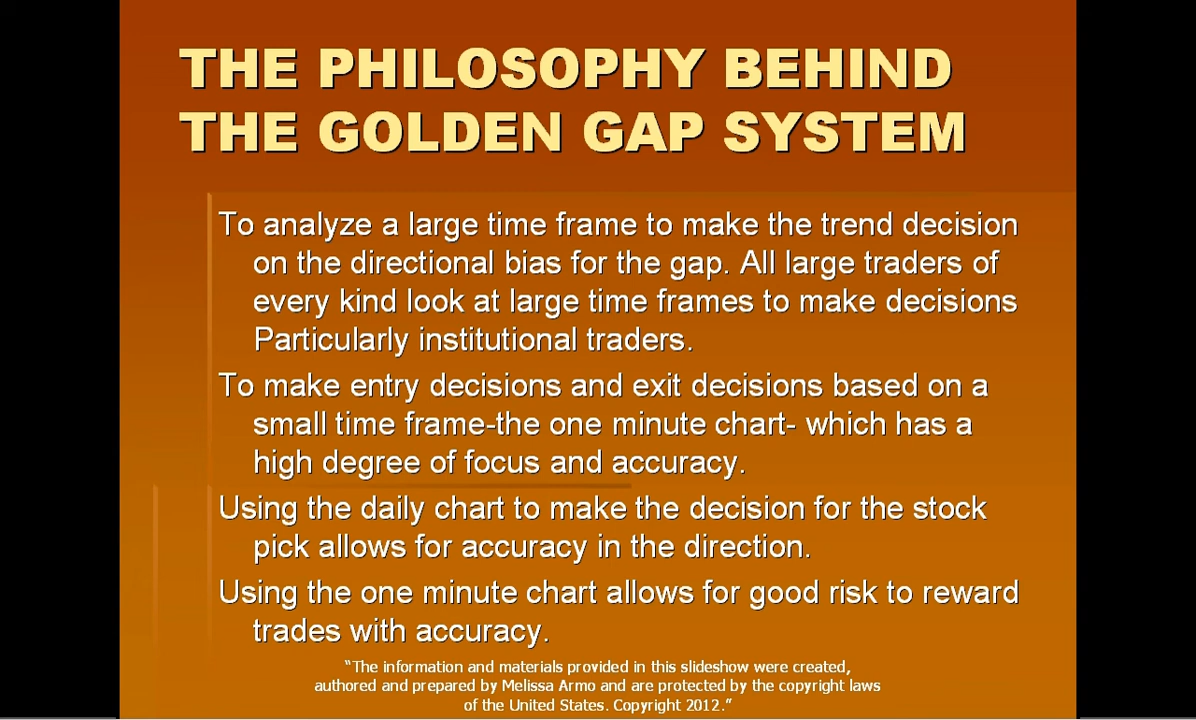 THE PHILOSOPHY BEHIND
THE GOLDEN GAP SYSTEM
To analyze a large time frame to make the trend decision
on the directional bias for the gap. All large traders of
every kind look at large time frames to make decisions
Particularly institutional traders.
To make entry decisions and exit decisions based on a
small time frame-the one minute chart- which has a
high degree of focus and accuracy.
Using the daily chart to make the decision for the stock
pick allows for accuracy in the direction.
Using the one minute chart allows for good risk to reward
trades with accuracy.
“The information and materials provided in this slideshow were created,
authored and prepared by Melissa Armo and are protected by the copyright laws
of the United States. Copyright 2012.”